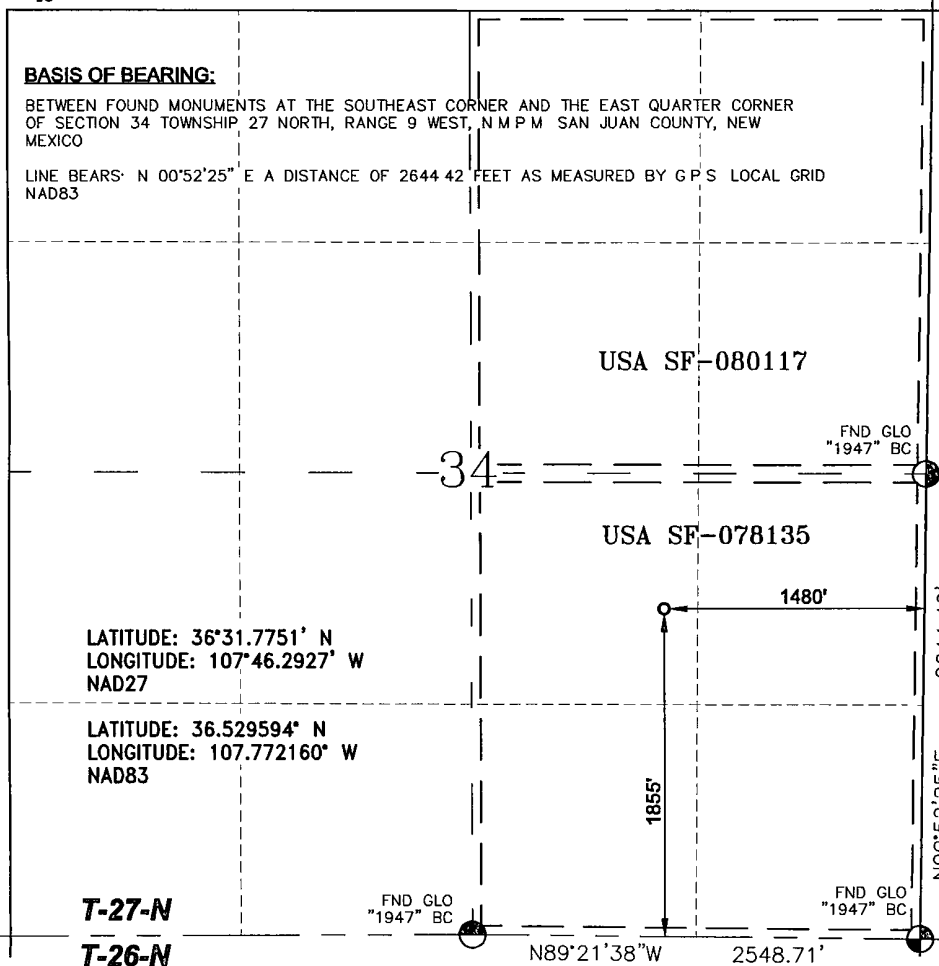 BASIS OF BEARING:
BETWEEN FOUND MONUMENTS AT THE SOUTHEAST CORNER AND THE EAST QUARTER CORNER
OF SECTION 34 TOWNSHIP 27 NORTH, RANGE 9 WEST, N M P M SAN JUAN COUNTY, NEW
MEXICO
LINE BEARS· N 00°52'25" E A DISTANCE OF 2644 42 FEET AS MEASURED BY G P S LOCAL GRID
NAD83
USA SF-080117
FND GLO
"1947" BC
34
USA SF-078135
1480'
LATITUDE: 36°31.7751' N
LONGITUDE: 107°46.2927' W
NAD27
LATITUDE: 36.529594° N
LONGITUDE: 107.772160° W
NAD83
1855'
T-27-N
T-26-N
FND GLO
"1947" BC
FND GLO
"1947" BC
N89°21'38"W 2548.71'